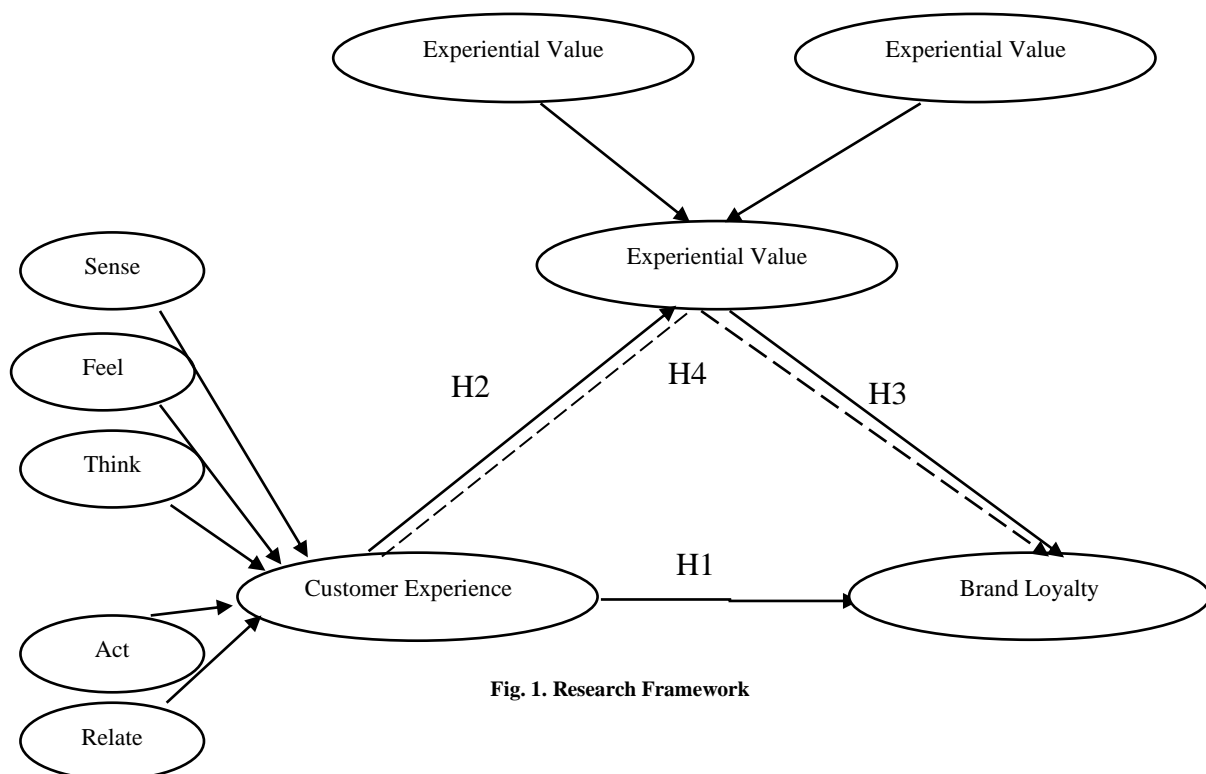 Experiential Value
Experiential Value
Experiential Value
Sense
Feel
Think
H2
H4
H3
Customer Experience
H1
Brand Loyalty
Act
Relate
Fig. 1. Research Framework